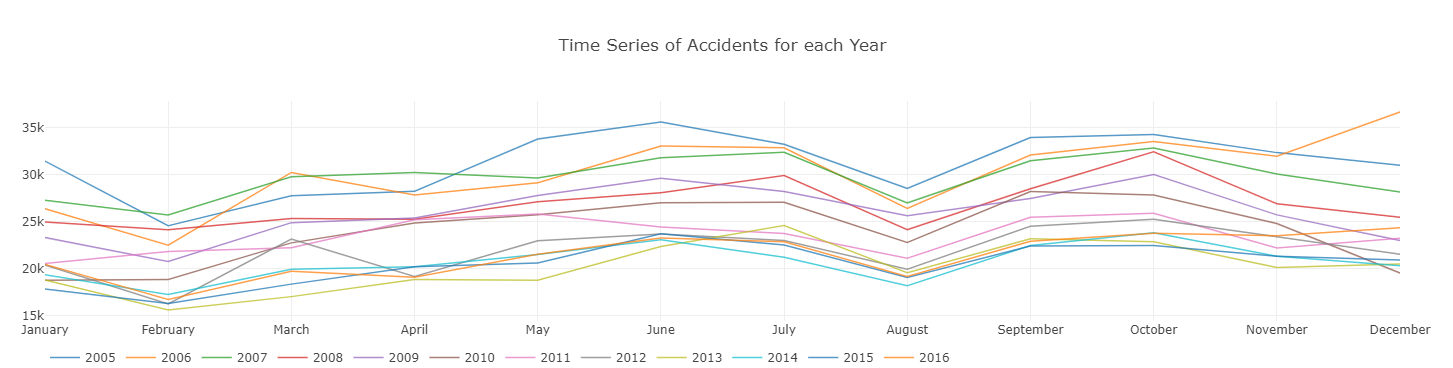 Time Series of Accidents for each Year
35k
30k
25k
20k
15k
January February March April May June July August September October November December
2005 2006 2007 2008 2009 2010 2011 2012 2013 2014 2015 2016